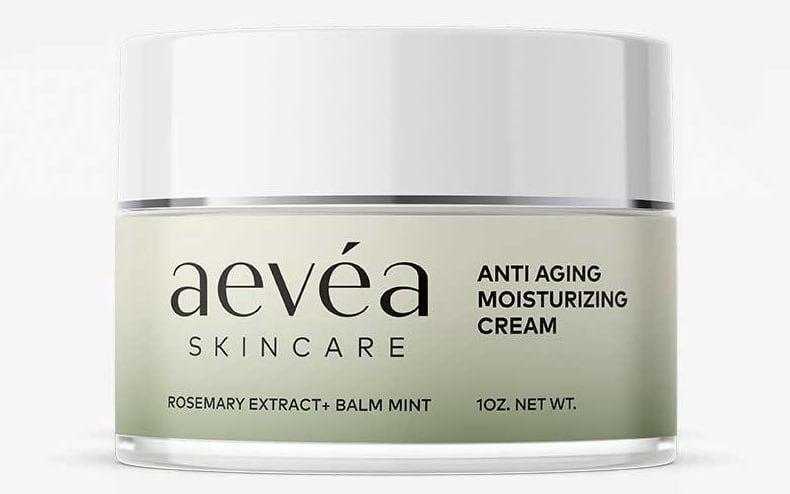 aevéa
SKINCARE
ROSEMARY EXTRACT+ BALM MINT
ANTI AGING
MOISTURIZING
CREAM
1OZ. NET WT.